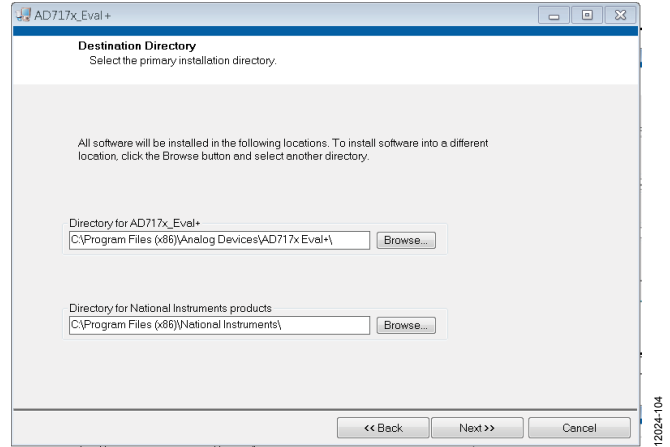 AD717x_Eval+
Destination Directory
Select the primary installation directory.
All software will be installed in the following locations. To install software into a different
location, click the Browse button and select another directory.
Directory for AD717x_Eval+
C:\Program Files (x86)\Analog Devices\AD717x Eval+\
Browse...
Directory for National Instruments products
C:\Program Files (x86)\National Instruments\
Browse...
<< Back
Next >>
Cancel
12024-104